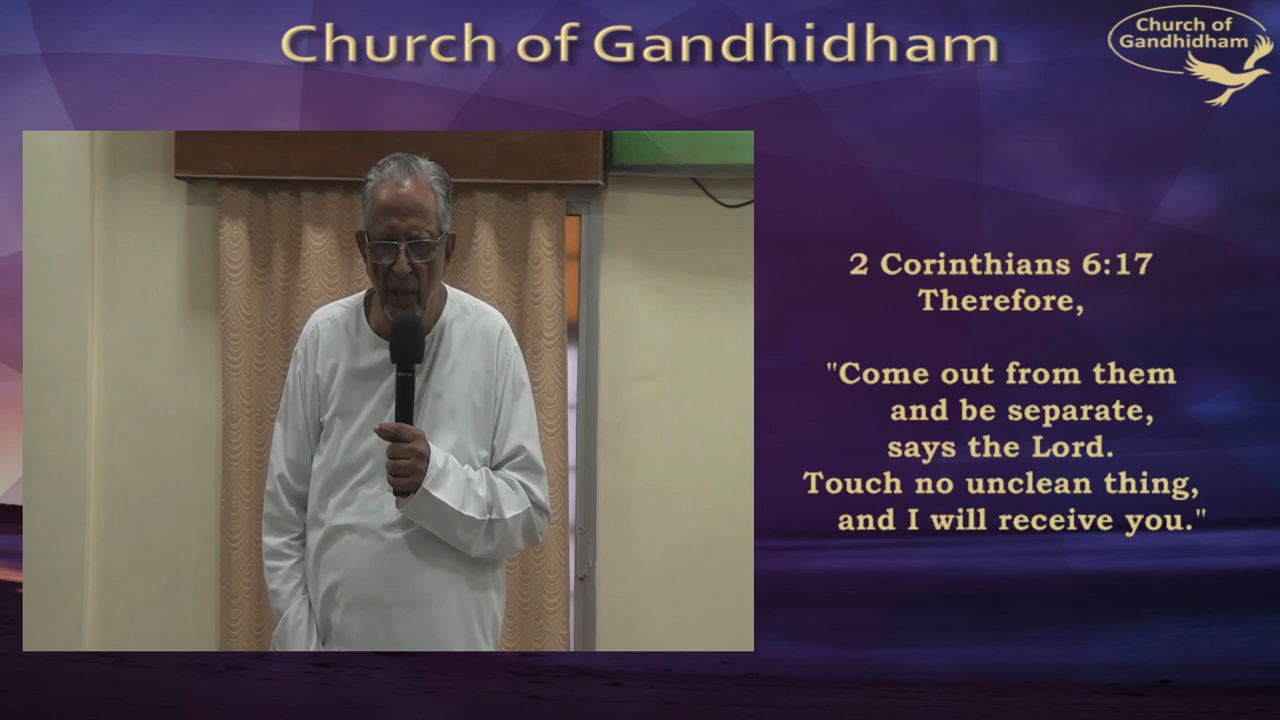 Church of Gandhidham
Church of
Gandhidham
2 Corinthians 6:17
Therefore,
"Come out from them
and be separate,
says the Lord.
Touch no unclean thing,
and I will receive you."